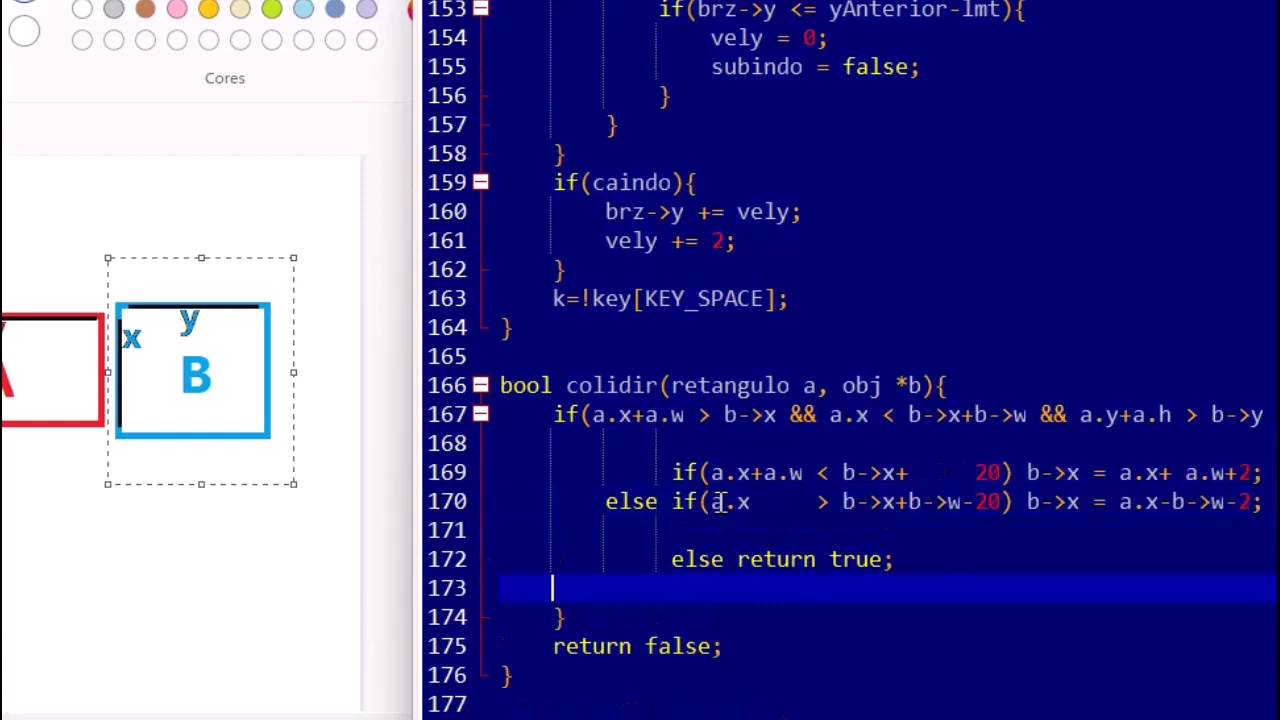 Cores
x
y
B
153 if(brz->y <= yAnterior-lmt){
154 vely = 0;
155 subindo = false;
156 }
157 }
158 }
159 if(caindo){
160 brz->y += vely;
161 vely += 2;
162 }
163 k=!key[KEY_SPACE];
164 }
165
166 bool colidir(retangulo a, obj *b){
167 if(a.x+a.w > b->x && a.x < b->x+b->w && a.y+a.h > b->y
168
169 if(a.x+a.w < b->x+ 20) b->x = a.x+ a.w+2;
170 else if(a.x > b->x+b->w-20) b->x = a.x-b->w-2;
171
172 else return true;
173
174 }
175 return false;
176 }
177